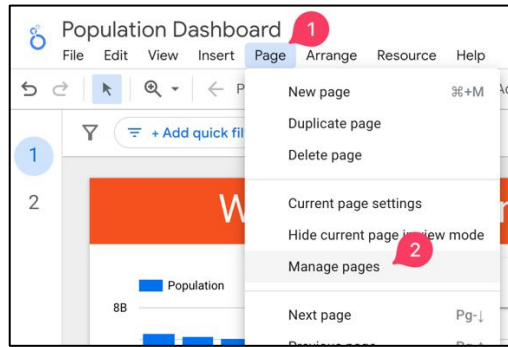 Population Dashboard
1
File Edit View Insert Page Arrange Resource Help
New page ⌘+M
+ Add quick fil
Duplicate page
1
Delete page
2
W
Current page settings
Hide current page in view mode
2
Manage pages
Population
8B
Next page Pg-↓